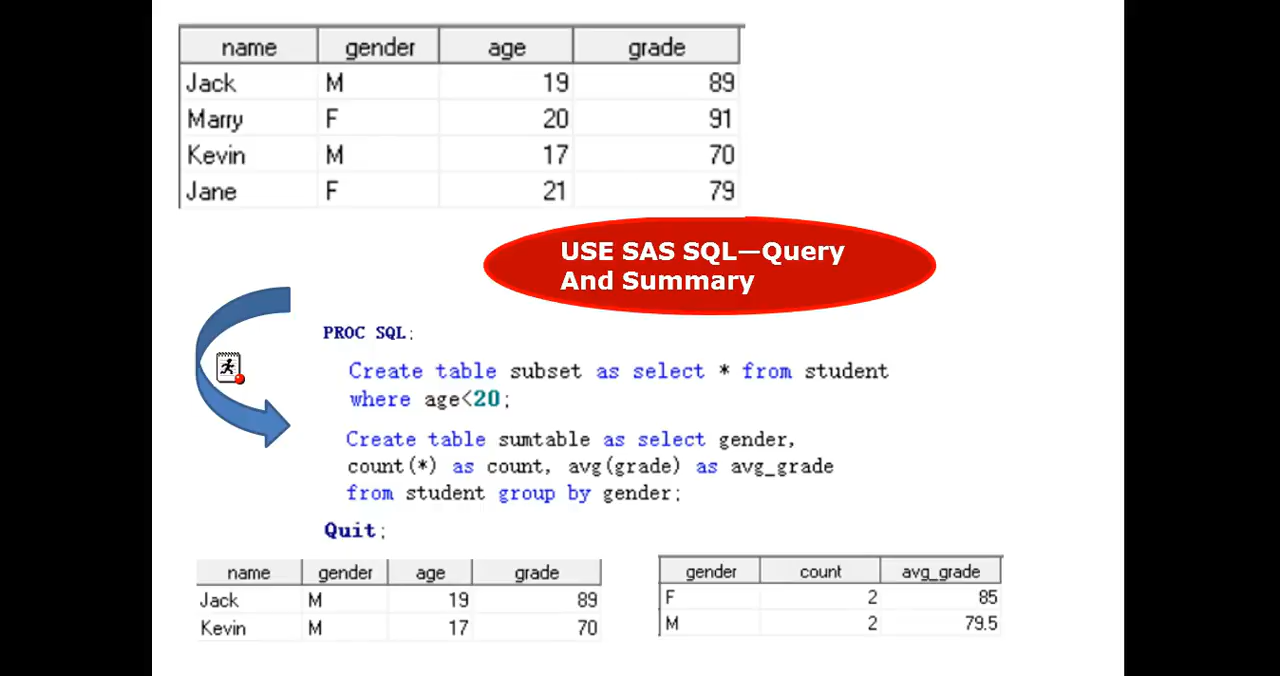 name gender age grade
Jack M 19 89
Marry F 20 91
Kevin M 17 70
Jane F 21 79
USE SAS SQL—Query
And Summary
PROC SQL;
Create table subset as select * from student
where age<20;
Create table sumtable as select gender,
count(*) as count, avg(grade) as avg_grade
from student group by gender;
Quit;
name gender age grade
Jack M 19 89
Kevin M 17 70
gender count avg_grade
F 2 85
M 2 79.5